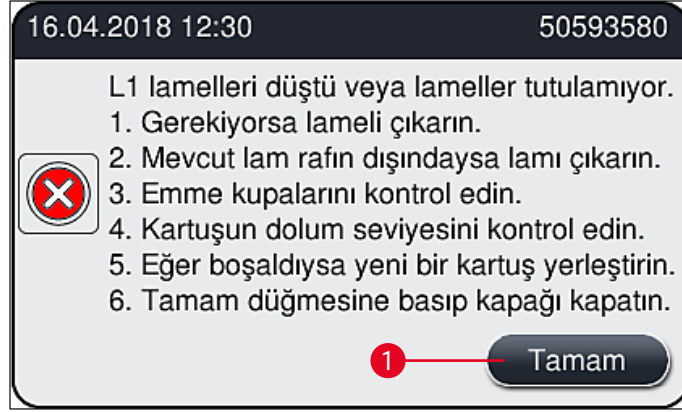 16.04.2018 12:30 50593580
L1 lamelleri düştü veya lameller tutulamıyor.
1. Gerekiyorsa lameli çıkarın.
2. Mevcut lam rafın dışındaysa lamı çıkarın.
3. Emme kupalarını kontrol edin.
4. Kartuşun dolum seviyesini kontrol edin.
5. Eğer boşaldıysa yeni bir kartuş yerleştirin.
6. Tamam düğmesine basıp kapağı kapatın.
1 Tamam